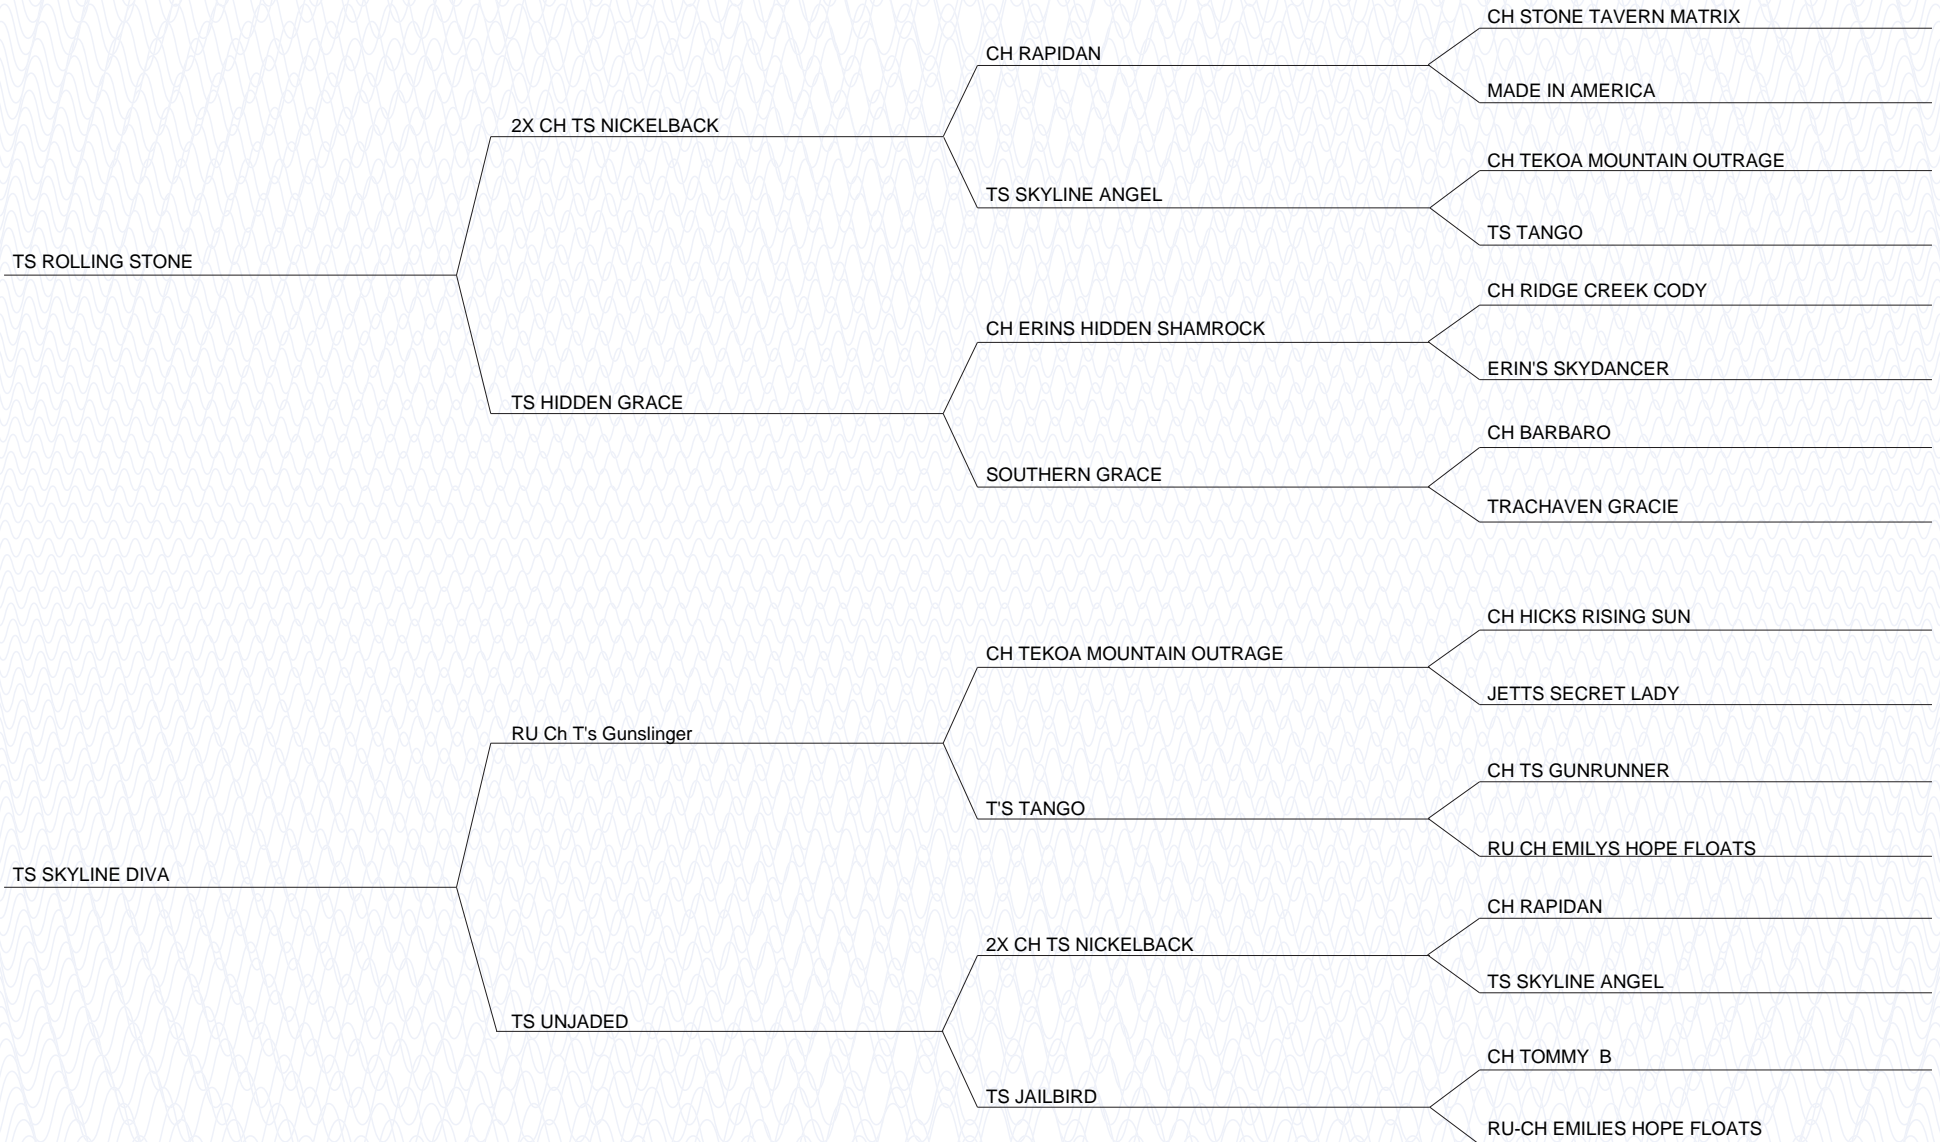 CH STONE TAVERN MATRIX
CH RAPIDAN
MADE IN AMERICA
2X CH TS NICKELBACK
CH TEKOA MOUNTAIN OUTRAGE
TS SKYLINE ANGEL
TS TANGO
TS ROLLING STONE
CH RIDGE CREEK CODY
CH ERINS HIDDEN SHAMROCK
ERIN'S SKYDANCER
TS HIDDEN GRACE
CH BARBARO
SOUTHERN GRACE
TRACHAVEN GRACIE
CH HICKS RISING SUN
CH TEKOA MOUNTAIN OUTRAGE
JETTS SECRET LADY
RU Ch T's Gunslinger
CH TS GUNRUNNER
T'S TANGO
RU CH EMILYS HOPE FLOATS
TS SKYLINE DIVA
CH RAPIDAN
2X CH TS NICKELBACK
TS SKYLINE ANGEL
TS UNJADED
CH TOMMY  B
TS JAILBIRD
RU-CH EMILIES HOPE FLOATS